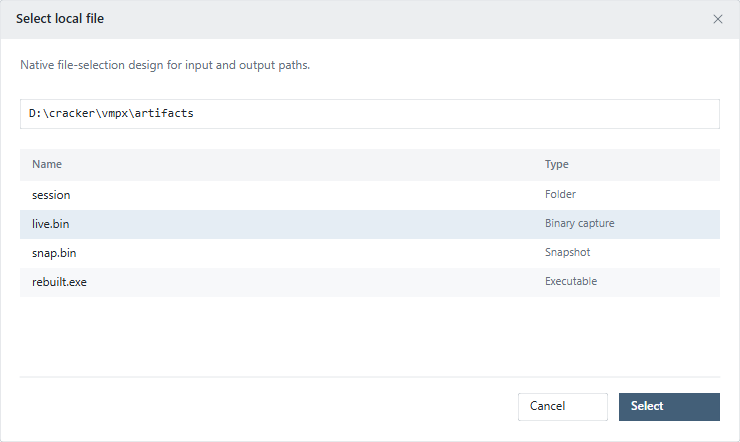 Select local file
Native file-selection design for input and output paths.
D:\cracker\vmpx\artifacts
Name Type
session Folder
live.bin Binary capture
snap.bin Snapshot
rebuilt.exe Executable
Cancel Select